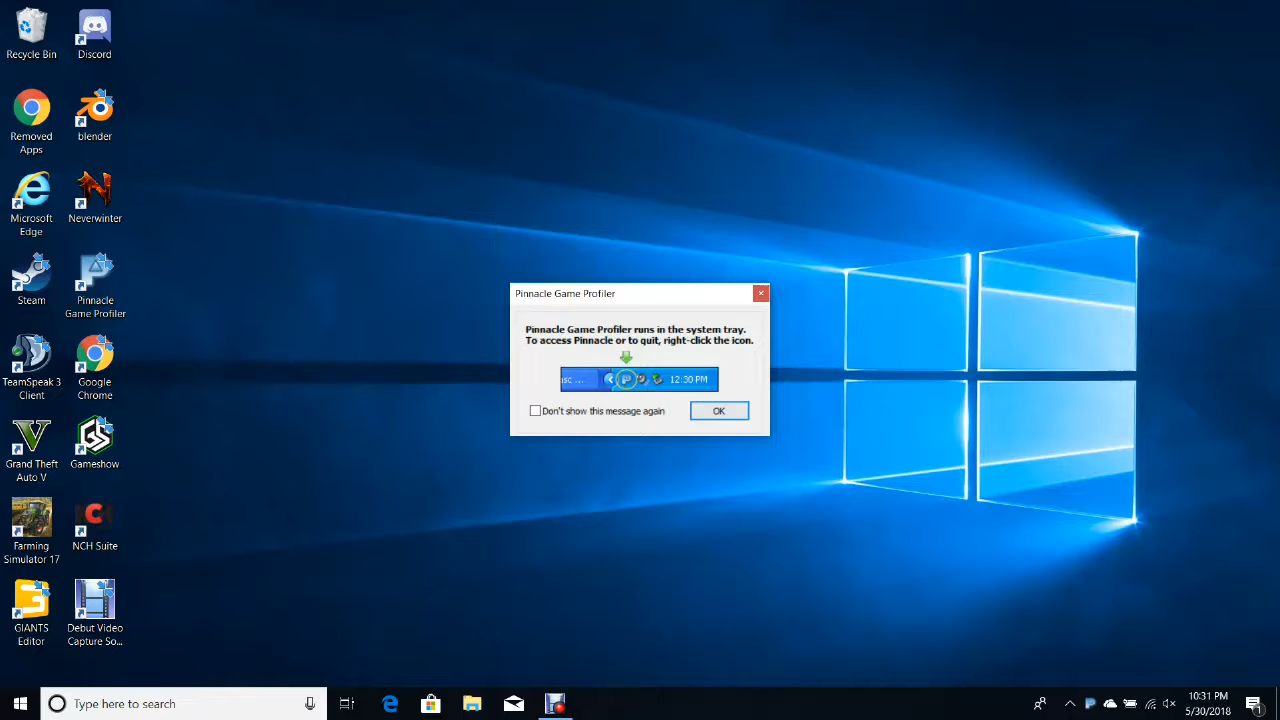 Recycle Bin
Discord
Removed
Apps
blender
Microsoft
Edge
Neverwinter
Steam
Pinnacle
Game Profiler
TeamSpeak 3
Client
Google
Chrome
Grand Theft
Auto V
Gameshow
Farming
Simulator 17
NCH Suite
GIANTS
Editor
Debut Video
Capture So...
Pinnacle Game Profiler
Pinnacle Game Profiler runs in the system tray.
To access Pinnacle or to quit, right-click the icon.
12:30 PM
Don't show this message again
OK
Type here to search
10:31 PM
5/30/2018
1